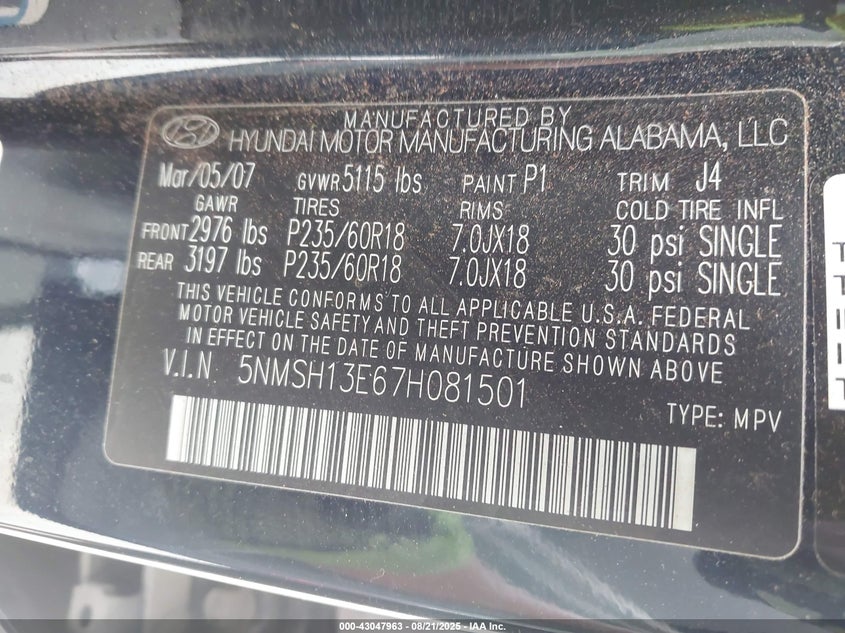 MANUFACTURED BY
HYUNDAI MOTOR MANUFACTURING ALABAMA, LLC
Mar/05/07 GVWR 5115 lbs PAINT P1 TRIM J4
GAWR TIRES RIMS COLD TIRE INFL
FRONT 2976 lbs P235/60R18 7.0JX18 30 psi SINGLE
REAR 3197 lbs P235/60R18 7.0JX18 30 psi SINGLE
THIS VEHICLE CONFORMS TO ALL APPLICABLE U.S.A. FEDERAL
MOTOR VEHICLE SAFETY AND THEFT PREVENTION STANDARDS
IN EFFECT ON THE DATE OF MANUFACTURE SHOWN ABOVE
V.I.N 5NMSH13E67H081501
TYPE: MPV
000-43047963 - 08/21/2025 - IAA Inc.